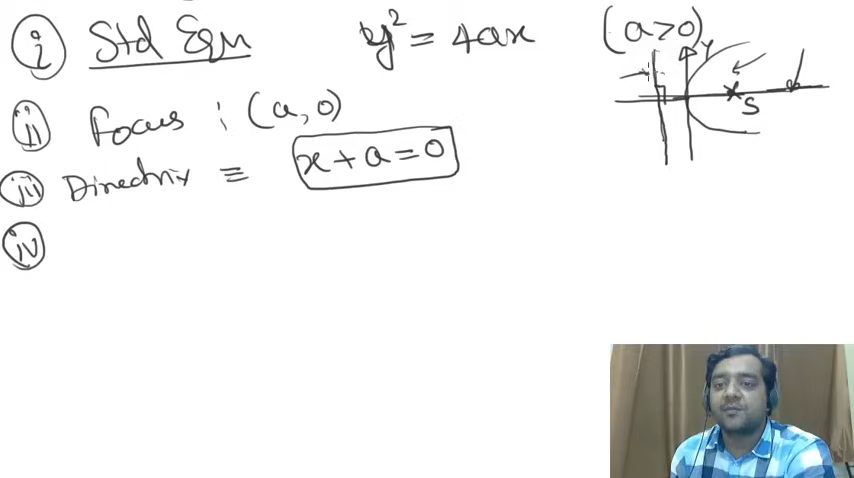 i Std Eqn y² = 4ax (a>0)
ii Focus : (a, 0)
iii Directrix ≡ x + a = 0
iv
Y
S